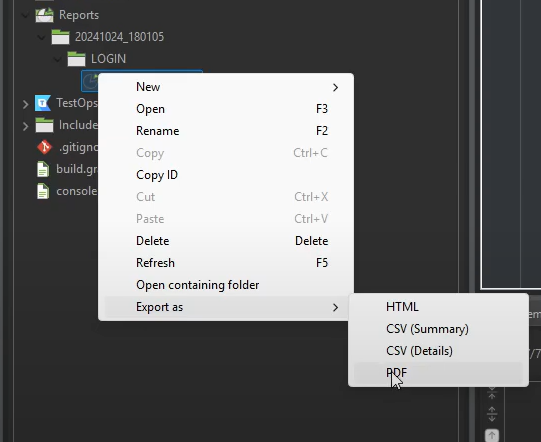 Reports
20241024_180105
LOGIN
New
Open F3
Rename F2
Copy Ctrl+C
Copy ID
Cut Ctrl+X
Paste Ctrl+V
Delete Delete
Refresh F5
Open containing folder
Export as
HTML
CSV (Summary)
CSV (Details)
PDF
TestOps
Include
.gitigno
build.gr
console